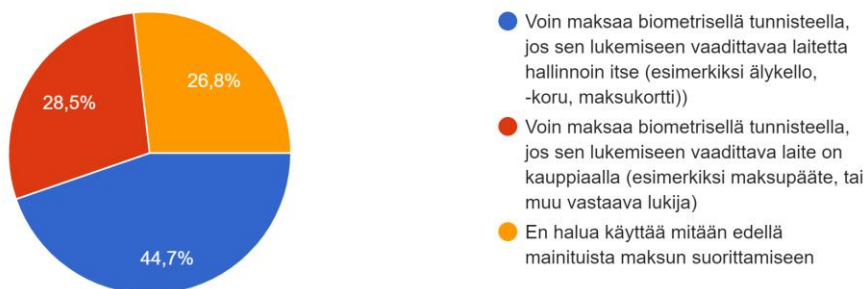 26,8%
28,5%
44,7%
Voin maksaa biometrisellä tunnisteella,
jos sen lukemiseen vaadittavaa laitetta
hallinnoin itse (esimerkiksi älykello,
-koru, maksukortti))
Voin maksaa biometrisellä tunnisteella,
jos sen lukemiseen vaadittava laite on
kauppiaalla (esimerkiksi maksupääte, tai
muu vastaava lukija)
En halua käyttää mitään edellä
mainituista maksun suorittamiseen